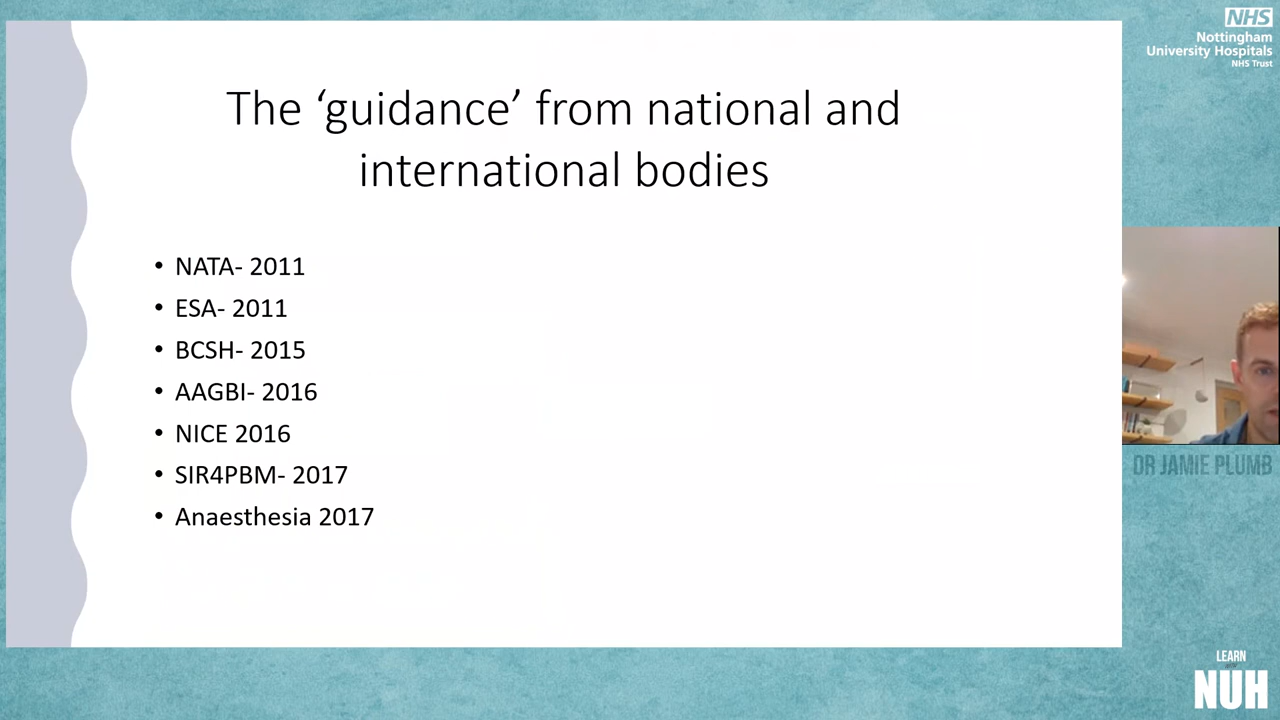 NHS
Nottingham
University Hospitals
NHS Trust
The ‘guidance’ from national and
international bodies
• NATA- 2011
• ESA- 2011
• BCSH- 2015
• AAGBI- 2016
• NICE 2016
• SIR4PBM- 2017
• Anaesthesia 2017
DR JAMIE PLUMB
LEARN
NUH